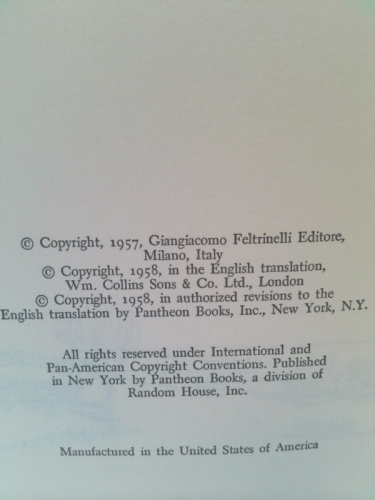 © Copyright, 1957, Giangiacomo Feltrinelli Editore,
Milano, Italy
© Copyright, 1958, in the English translation,
Wm. Collins Sons & Co. Ltd., London
© Copyright, 1958, in authorized revisions to the
English translation by Pantheon Books, Inc., New York, N.Y.
All rights reserved under International and
Pan-American Copyright Conventions. Published
in New York by Pantheon Books, a division of
Random House, Inc.
Manufactured in the United States of America